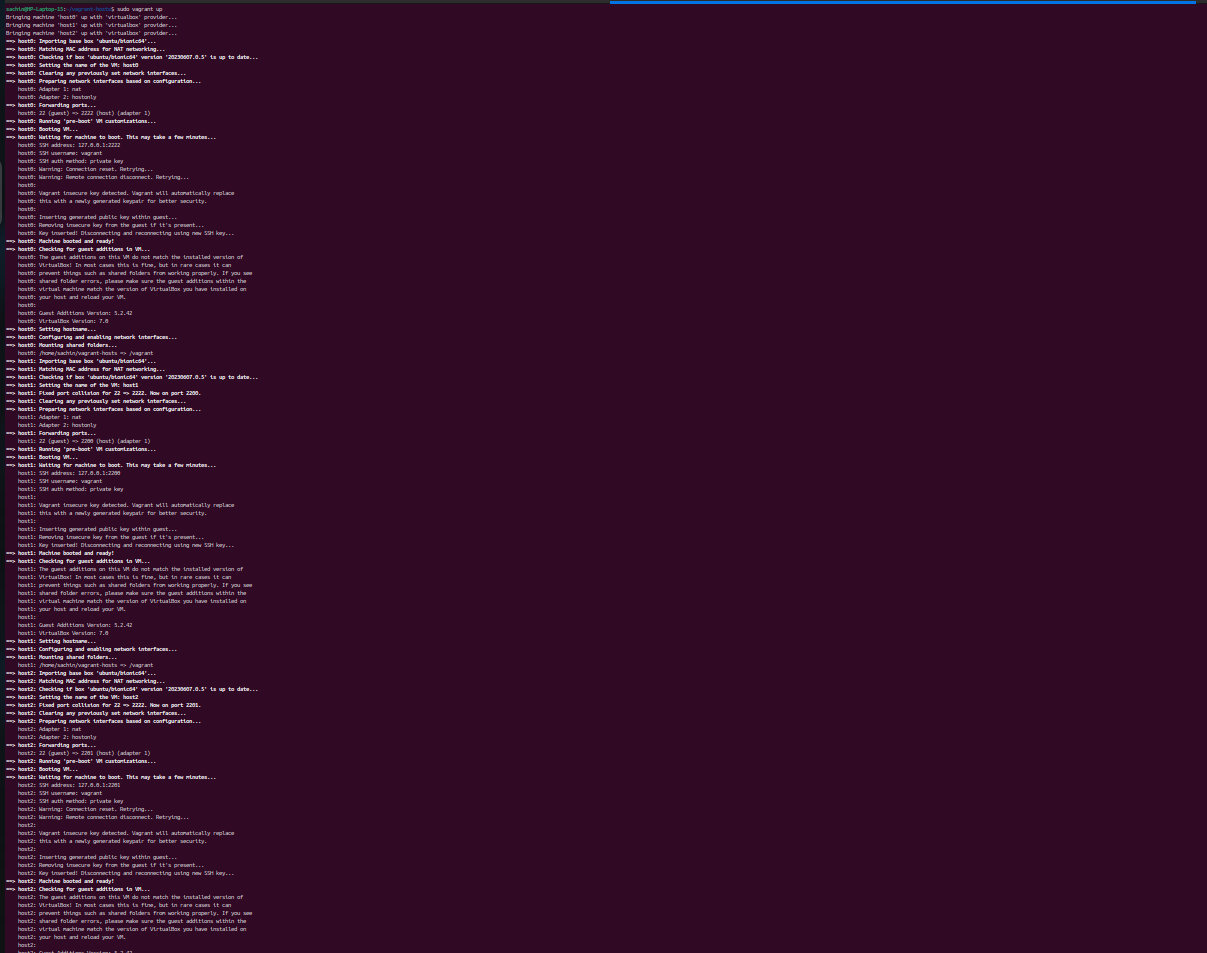 sachin@HP-Laptop-15:~/vagrant-hosts$ sudo vagrant up
Bringing machine 'host0' up with 'virtualbox' provider...
Bringing machine 'host1' up with 'virtualbox' provider...
Bringing machine 'host2' up with 'virtualbox' provider...
==> host0: Importing base box 'ubuntu/bionic64'...
==> host0: Matching MAC address for NAT networking...
==> host0: Checking if box 'ubuntu/bionic64' version '20230607.0.5' is up to date...
==> host0: Setting the name of the VM: host0
==> host0: Clearing any previously set network interfaces...
==> host0: Preparing network interfaces based on configuration...
    host0: Adapter 1: nat
    host0: Adapter 2: hostonly
==> host0: Forwarding ports...
    host0: 22 (guest) => 2222 (host) (adapter 1)
==> host0: Running 'pre-boot' VM customizations...
==> host0: Booting VM...
==> host0: Waiting for machine to boot. This may take a few minutes...
    host0: SSH address: 127.0.0.1:2222
    host0: SSH username: vagrant
    host0: SSH auth method: private key
    host0: Warning: Connection reset. Retrying...
    host0: Warning: Remote connection disconnect. Retrying...
    host0:
    host0: Vagrant insecure key detected. Vagrant will automatically replace
    host0: this with a newly generated keypair for better security.
    host0:
    host0: Inserting generated public key within guest...
    host0: Removing insecure key from the guest if it's present...
    host0: Key inserted! Disconnecting and reconnecting using new SSH key...
==> host0: Machine booted and ready!
==> host0: Checking for guest additions in VM...
    host0: The guest additions on this VM do not match the installed version of
    host0: VirtualBox! In most cases this is fine, but in rare cases it can
    host0: prevent things such as shared folders from working properly. If you see
    host0: shared folder errors, please make sure the guest additions within the
    host0: virtual machine match the version of VirtualBox you have installed on
    host0: your host and reload your VM.
    host0:
    host0: Guest Additions Version: 5.2.42
    host0: VirtualBox Version: 7.0
==> host0: Setting hostname...
==> host0: Configuring and enabling network interfaces...
==> host0: Mounting shared folders...
    host0: /home/sachin/vagrant-hosts => /vagrant
==> host1: Importing base box 'ubuntu/bionic64'...
==> host1: Matching MAC address for NAT networking...
==> host1: Checking if box 'ubuntu/bionic64' version '20230607.0.5' is up to date...
==> host1: Setting the name of the VM: host1
==> host1: Fixed port collision for 22 => 2222. Now on port 2200.
==> host1: Clearing any previously set network interfaces...
==> host1: Preparing network interfaces based on configuration...
    host1: Adapter 1: nat
    host1: Adapter 2: hostonly
==> host1: Forwarding ports...
    host1: 22 (guest) => 2200 (host) (adapter 1)
==> host1: Running 'pre-boot' VM customizations...
==> host1: Booting VM...
==> host1: Waiting for machine to boot. This may take a few minutes...
    host1: SSH address: 127.0.0.1:2200
    host1: SSH username: vagrant
    host1: SSH auth method: private key
    host1:
    host1: Vagrant insecure key detected. Vagrant will automatically replace
    host1: this with a newly generated keypair for better security.
    host1:
    host1: Inserting generated public key within guest...
    host1: Removing insecure key from the guest if it's present...
    host1: Key inserted! Disconnecting and reconnecting using new SSH key...
==> host1: Machine booted and ready!
==> host1: Checking for guest additions in VM...
    host1: The guest additions on this VM do not match the installed version of
    host1: VirtualBox! In most cases this is fine, but in rare cases it can
    host1: prevent things such as shared folders from working properly. If you see
    host1: shared folder errors, please make sure the guest additions within the
    host1: virtual machine match the version of VirtualBox you have installed on
    host1: your host and reload your VM.
    host1:
    host1: Guest Additions Version: 5.2.42
    host1: VirtualBox Version: 7.0
==> host1: Setting hostname...
==> host1: Configuring and enabling network interfaces...
==> host1: Mounting shared folders...
    host1: /home/sachin/vagrant-hosts => /vagrant
==> host2: Importing base box 'ubuntu/bionic64'...
==> host2: Matching MAC address for NAT networking...
==> host2: Checking if box 'ubuntu/bionic64' version '20230607.0.5' is up to date...
==> host2: Setting the name of the VM: host2
==> host2: Fixed port collision for 22 => 2222. Now on port 2201.
==> host2: Clearing any previously set network interfaces...
==> host2: Preparing network interfaces based on configuration...
    host2: Adapter 1: nat
    host2: Adapter 2: hostonly
==> host2: Forwarding ports...
    host2: 22 (guest) => 2201 (host) (adapter 1)
==> host2: Running 'pre-boot' VM customizations...
==> host2: Booting VM...
==> host2: Waiting for machine to boot. This may take a few minutes...
    host2: SSH address: 127.0.0.1:2201
    host2: SSH username: vagrant
    host2: SSH auth method: private key
    host2: Warning: Connection reset. Retrying...
    host2: Warning: Remote connection disconnect. Retrying...
    host2:
    host2: Vagrant insecure key detected. Vagrant will automatically replace
    host2: this with a newly generated keypair for better security.
    host2:
    host2: Inserting generated public key within guest...
    host2: Removing insecure key from the guest if it's present...
    host2: Key inserted! Disconnecting and reconnecting using new SSH key...
==> host2: Machine booted and ready!
==> host2: Checking for guest additions in VM...
    host2: The guest additions on this VM do not match the installed version of
    host2: VirtualBox! In most cases this is fine, but in rare cases it can
    host2: prevent things such as shared folders from working properly. If you see
    host2: shared folder errors, please make sure the guest additions within the
    host2: virtual machine match the version of VirtualBox you have installed on
    host2: your host and reload your VM.
    host2:
    host2: Guest Additions Version: 5.2.42